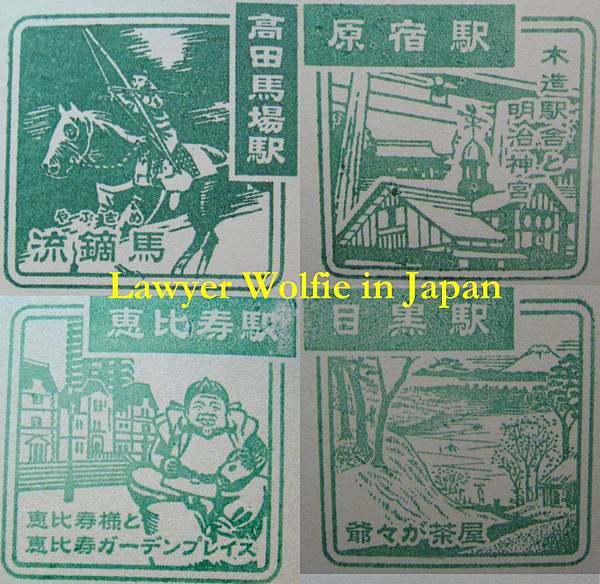 高田馬場駅
やぶさめ
流鏑馬
原宿駅
木造駅舎と
明治神宮
Lawyer Wolfie in Japan
恵比寿駅
恵比寿様と
恵比寿ガーデンプレイス
目黒駅
爺々が茶屋